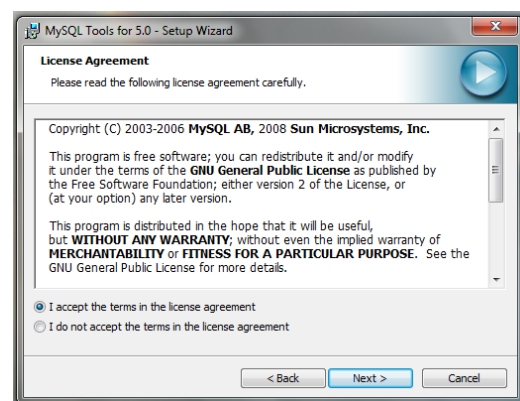 MySQL Tools for 5.0 - Setup Wizard
License Agreement
Please read the following license agreement carefully.
Copyright (C) 2003-2006 MySQL AB, 2008 Sun Microsystems, Inc.
This program is free software; you can redistribute it and/or modify
it under the terms of the GNU General Public License as published by
the Free Software Foundation; either version 2 of the License, or
(at your option) any later version.
This program is distributed in the hope that it will be useful,
but WITHOUT ANY WARRANTY; without even the implied warranty of
MERCHANTABILITY or FITNESS FOR A PARTICULAR PURPOSE.  See the
GNU General Public License for more details.
I accept the terms in the license agreement
I do not accept the terms in the license agreement
< Back Next > Cancel